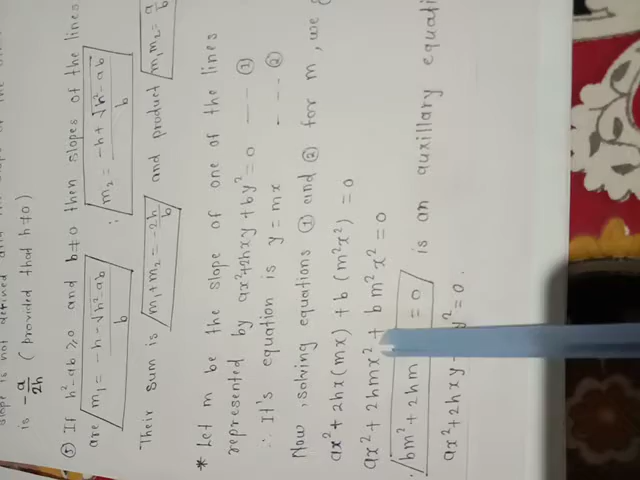 is -a/2h (provided that h≠0)
⑤ If h²-ab ≥0 and b≠0 then slopes of the lines
are m₁ = -h-√h²-ab/b ; m₂ = -h+√h²-ab/b
Their sum is m₁+m₂ = -2h/b and product m₁m₂ = a/b
* Let m be the slope of one of the lines
represented by ax²+2hxy+by²=0 --- ①
∴ It's equation is y=mx --- ②
Now, solving equations ① and ② for m, we
ax²+2hx(mx)+b(m²x²)=0
ax²+2hmx²+bm²x²=0
bm²+2hm =0 is an auxillary equati
ax²+2hxy y²=0.